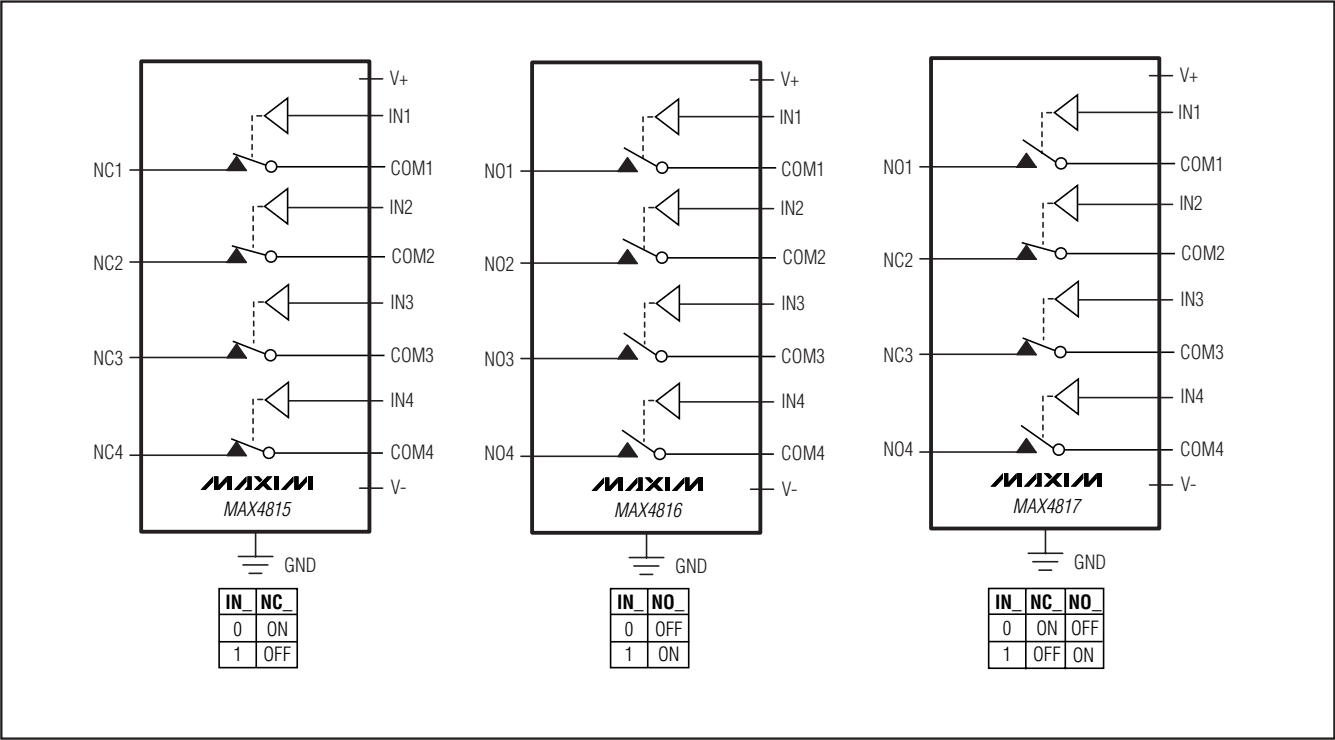 V+
IN1
NC1
COM1
IN2
NC2
COM2
IN3
NC3
COM3
IN4
NC4
COM4
MAXIM
V-
MAX4815
GND
IN_ NC_
0 ON
1 OFF
V+
IN1
NO1
COM1
IN2
NO2
COM2
IN3
NO3
COM3
IN4
NO4
COM4
MAXIM
V-
MAX4816
GND
IN_ NO_
0 OFF
1 ON
V+
IN1
NO1
COM1
IN2
NC2
COM2
IN3
NC3
COM3
IN4
NO4
COM4
MAXIM
V-
MAX4817
GND
IN_ NC_ NO_
0 ON OFF
1 OFF ON